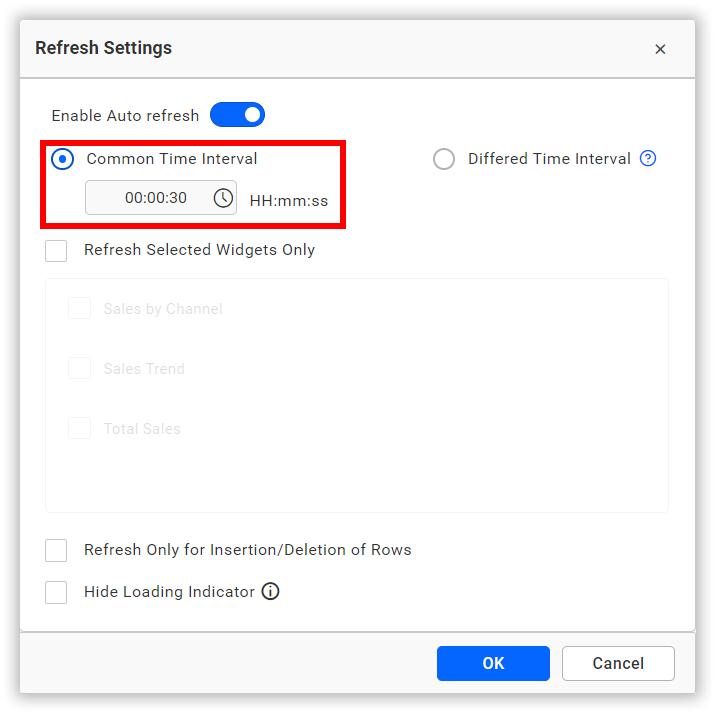 Refresh Settings
Enable Auto refresh
Common Time Interval
Differed Time Interval ?
00:00:30 HH:mm:ss
Refresh Selected Widgets Only
Sales by Channel
Sales Trend
Total Sales
Refresh Only for Insertion/Deletion of Rows
Hide Loading Indicator
OK
Cancel